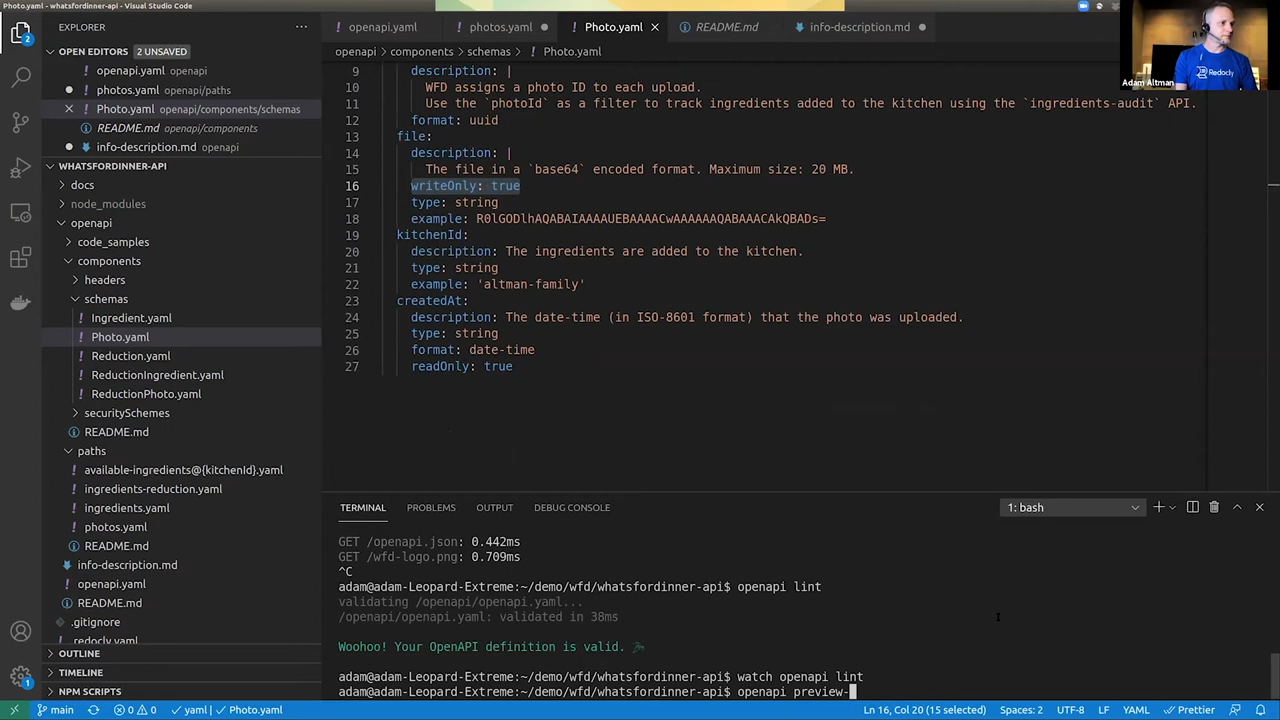 Photo.yaml - whatsfordinner-api - Visual Studio Code
EXPLORER
OPEN EDITORS 2 UNSAVED
openapi.yaml openapi
photos.yaml openapi/paths
Photo.yaml openapi/components/schemas
README.md openapi/components
info-description.md openapi
WHATSFORDINNER-API
docs
node_modules
openapi
code_samples
components
headers
schemas
Ingredient.yaml
Photo.yaml
Reduction.yaml
ReductionIngredient.yaml
ReductionPhoto.yaml
securitySchemes
README.md
paths
available-ingredients@{kitchenId}.yaml
ingredients-reduction.yaml
ingredients.yaml
photos.yaml
README.md
info-description.md
openapi.yaml
README.md
.gitignore
.redocly.yaml
OUTLINE
TIMELINE
NPM SCRIPTS
2
1
openapi.yaml photos.yaml Photo.yaml README.md info-description.md
openapi > components > schemas > ! Photo.yaml
9 description: |
10 WFD assigns a photo ID to each upload.
11 Use the `photoId` as a filter to track ingredients added to the kitchen using the `ingredients-audit` API.
12 format: uuid
13 file:
14 description: |
15 The file in a `base64` encoded format. Maximum size: 20 MB.
16 writeOnly: true
17 type: string
18 example: R0lGODlhAQABAIAAAAUEBAAAACwAAAAAAQABAAACAkQBADs=
19 kitchenId:
20 description: The ingredients are added to the kitchen.
21 type: string
22 example: 'altman-family'
23 createdAt:
24 description: The date-time (in ISO-8601 format) that the photo was uploaded.
25 type: string
26 format: date-time
27 readOnly: true
Redocly
Adam Altman
TERMINAL PROBLEMS OUTPUT DEBUG CONSOLE 1: bash
GET /openapi.json: 0.442ms
GET /wfd-logo.png: 0.709ms
^C
adam@adam-Leopard-Extreme:~/demo/wfd/whatsfordinner-api$ openapi lint
validating /openapi/openapi.yaml...
/openapi/openapi.yaml: validated in 38ms
Woohoo! Your OpenAPI definition is valid.
adam@adam-Leopard-Extreme:~/demo/wfd/whatsfordinner-api$ watch openapi lint
adam@adam-Leopard-Extreme:~/demo/wfd/whatsfordinner-api$ openapi preview-
main 0 0 yaml Photo.yaml Ln 16, Col 20 (15 selected) Spaces: 2 UTF-8 LF YAML Prettier